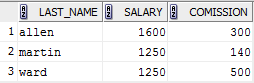 LAST_NAME SALARY COMISSION
1 allen 1600 300
2 martin 1250 140
3 ward 1250 500